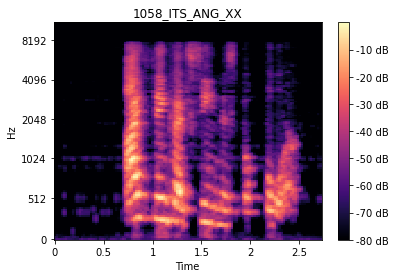 1058_ITS_ANG_XX
8192
4096
2048
1024
512
0
Hz
0 0.5 1 1.5 2 2.5
Time
-10 dB
-20 dB
-30 dB
-40 dB
-50 dB
-60 dB
-70 dB
-80 dB